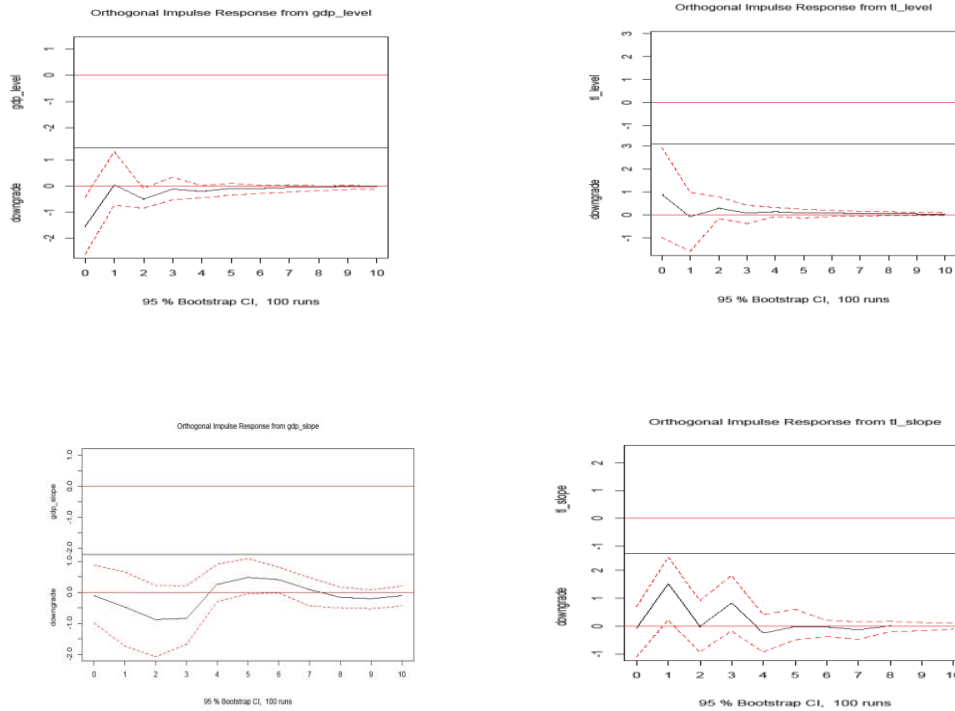 Orthogonal Impulse Response from gdp_level
gdp_level
1
0
-1
-2
downgrade
1
0
-1
-2
0 1 2 3 4 5 6 7 8 9 10
95 % Bootstrap CI, 100 runs
Orthogonal Impulse Response from tl_level
tl_level
3
2
1
0
-1
downgrade
3
2
1
0
-1
0 1 2 3 4 5 6 7 8 9 10
95 % Bootstrap CI, 100 runs
Orthogonal Impulse Response from gdp_slope
gdp_slope
1.0
0.0
-1.0
-2.0
downgrade
1.0
0.0
-1.0
-2.0
0 1 2 3 4 5 6 7 8 9 10
95 % Bootstrap CI, 100 runs
Orthogonal Impulse Response from tl_slope
tl_slope
2
1
0
-1
downgrade
2
1
0
-1
0 1 2 3 4 5 6 7 8 9 10
95 % Bootstrap CI, 100 runs